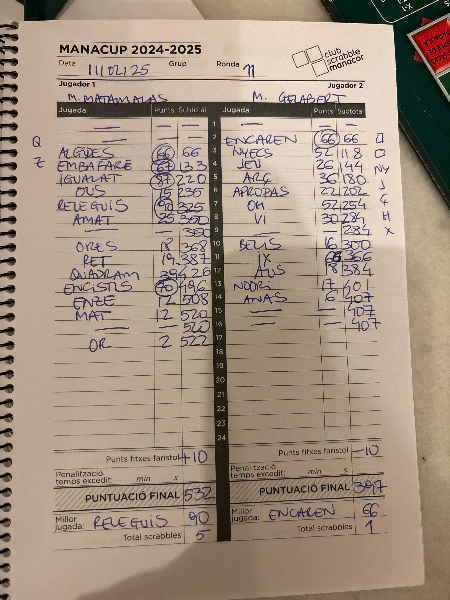 MANACUP 2024-2025
Data 11/02/25 Grup Ronda 11
club scrabble manacor
Jugador 1 Jugador 2
M. MATAMALAS M. GELABERT
Jugada Punts Subtotal Jugada Punts Subtotal
— — 1 — —
— — 2 ENCAREN 66 66
ALGUES 66 66 3 NYECS 52 118
EMBAFARE 67 133 4 JEU 26 144
IGUALAT 87 220 5 ARÇ 36 180
OUS 15 235 6 APROPAS 22 202
RELEGUIS 90 325 7 OH 52 254
AMAT 25 350 8 VI 30 284
— 350 9 — 284
ORES 18 368 10 BELIS 16 300
PET 19 387 11 IX 66 366
QUADRAM 39 426 12 ALS 18 384
ENCISTIS 70 496 13 NODRI 17 401
ENZE 12 508 14 ANAS 6 407
MAT 12 520 15 — — 407
— — 520 16 — — 407
OR 2 522 17
18
19
20
21
22
23
24
Q
Z
NY
J
Ç
H
X
Punts fitxes faristol +10 Punts fitxes faristol -10
Penalització temps excedit: min s Penalització temps excedit: min s
PUNTUACIÓ FINAL 532 PUNTUACIÓ FINAL 397
Millor jugada: RELEGUIS 90 Millor jugada: ENCAREN 66
Total scrabbles 5 Total scrabbles 1